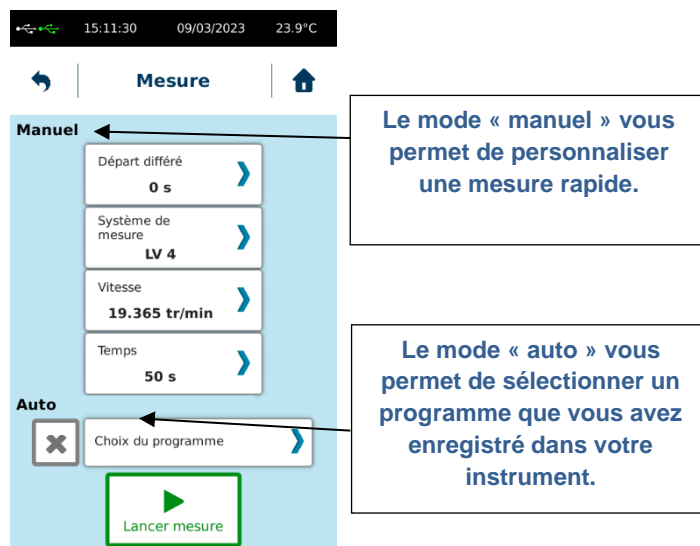 15:11:30 09/03/2023 23.9°C
Mesure
Manuel
Départ différé
0 s
Système de
mesure
LV 4
Vitesse
19.365 tr/min
Temps
50 s
Auto
Choix du programme
Lancer mesure
Le mode « manuel » vous
permet de personnaliser
une mesure rapide.
Le mode « auto » vous
permet de sélectionner un
programme que vous avez
enregistré dans votre
instrument.